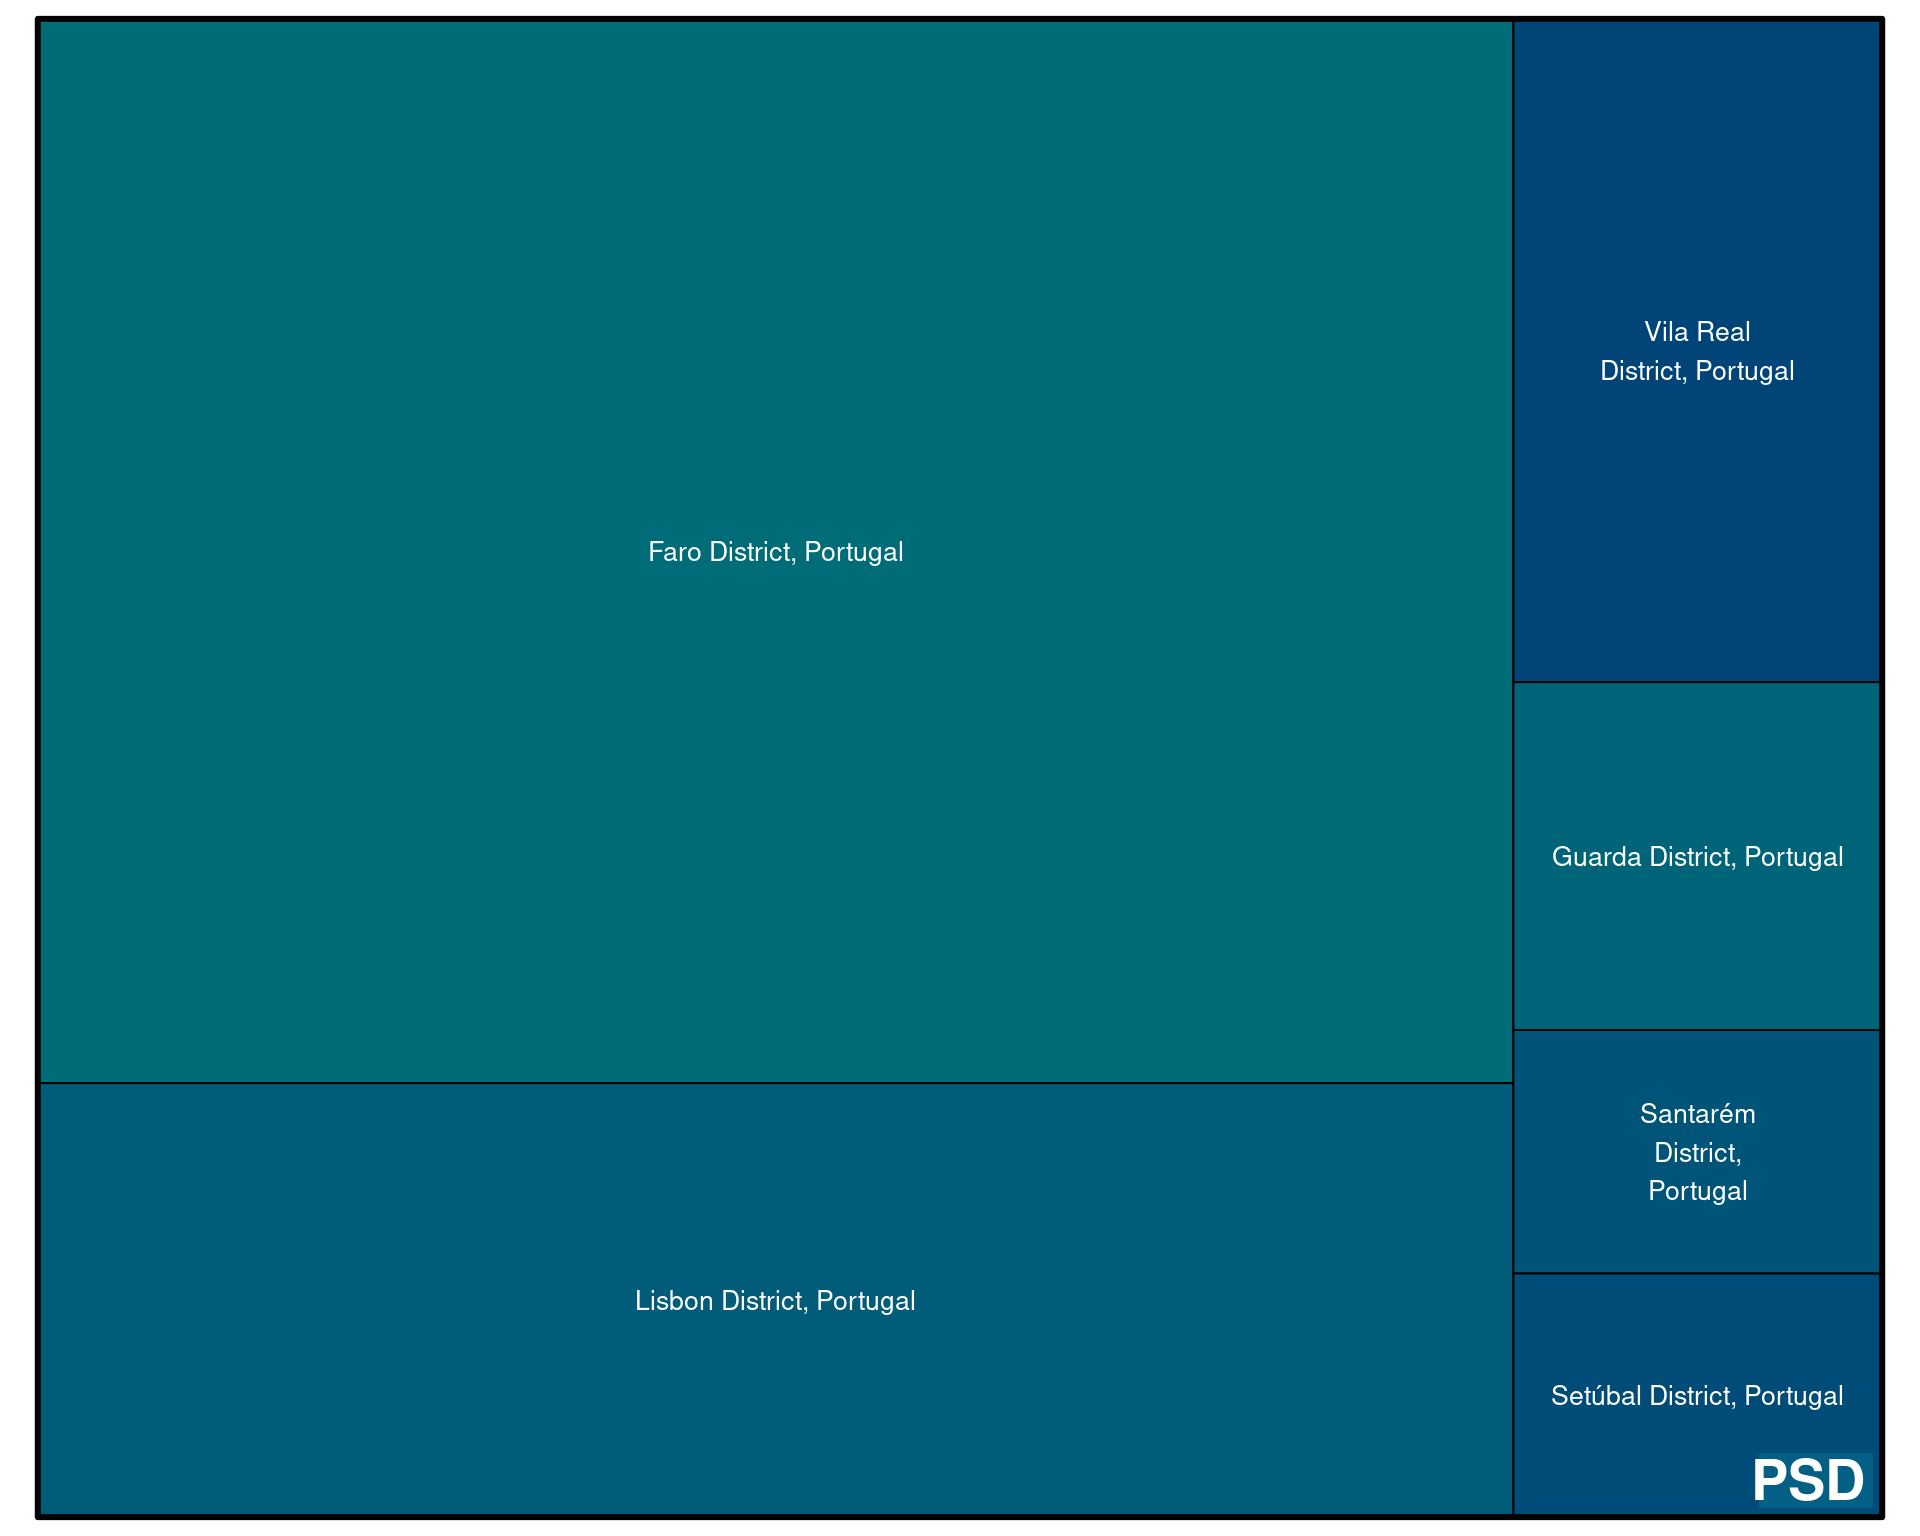 Vila Real
District, Portugal
Faro District, Portugal
Guarda District, Portugal
Santarém
District,
Portugal
Lisbon District, Portugal
Setúbal District, Portugal
PSD